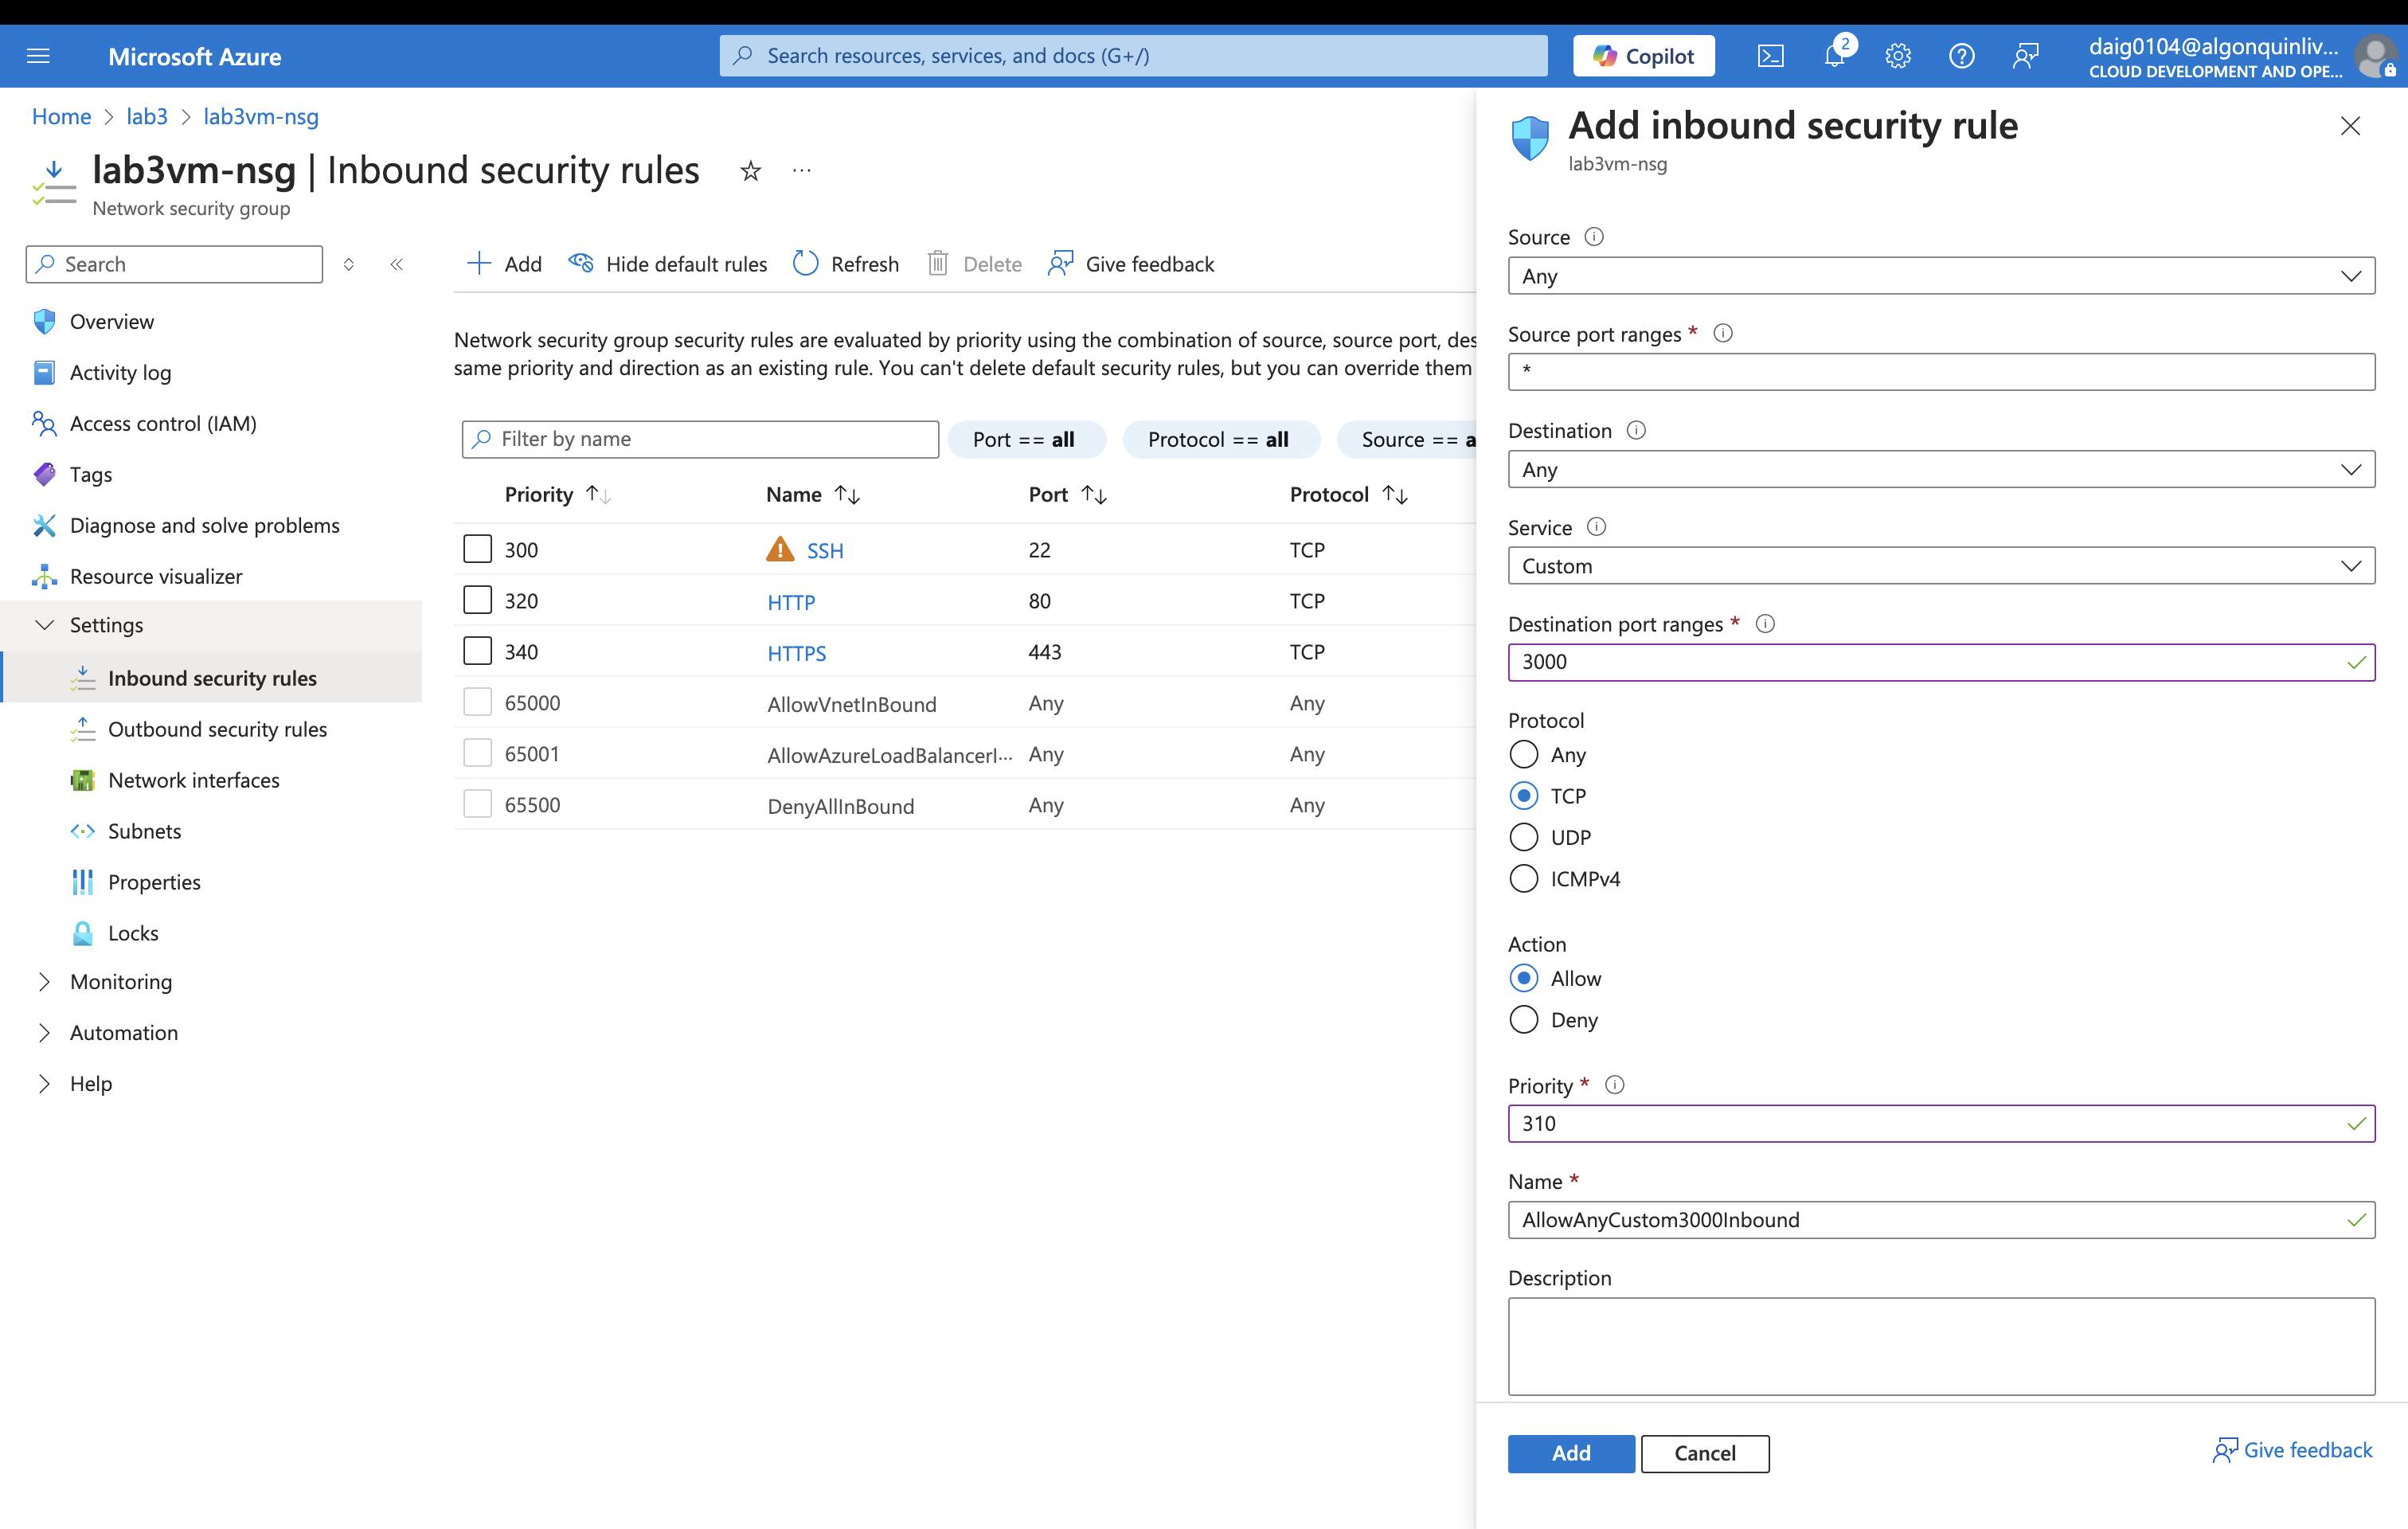 Microsoft Azure
Search resources, services, and docs (G+/)
Copilot
2
daig0104@algonquinliv...
CLOUD DEVELOPMENT AND OPE...
Home > lab3 > lab3vm-nsg
lab3vm-nsg | Inbound security rules
Network security group
Search
Overview
Activity log
Access control (IAM)
Tags
Diagnose and solve problems
Resource visualizer
Settings
Inbound security rules
Outbound security rules
Network interfaces
Subnets
Properties
Locks
Monitoring
Automation
Help
Add Hide default rules Refresh Delete Give feedback
Network security group security rules are evaluated by priority using the combination of source, source port, des
same priority and direction as an existing rule. You can't delete default security rules, but you can override them
Filter by name Port == all Protocol == all Source == a
Priority Name Port Protocol
300 SSH 22 TCP
320 HTTP 80 TCP
340 HTTPS 443 TCP
65000 AllowVnetInBound Any Any
65001 AllowAzureLoadBalancerI... Any Any
65500 DenyAllInBound Any Any
Add inbound security rule
lab3vm-nsg
Source
Any
Source port ranges *
*
Destination
Any
Service
Custom
Destination port ranges *
3000
Protocol
Any
TCP
UDP
ICMPv4
Action
Allow
Deny
Priority *
310
Name *
AllowAnyCustom3000Inbound
Description
Add Cancel Give feedback